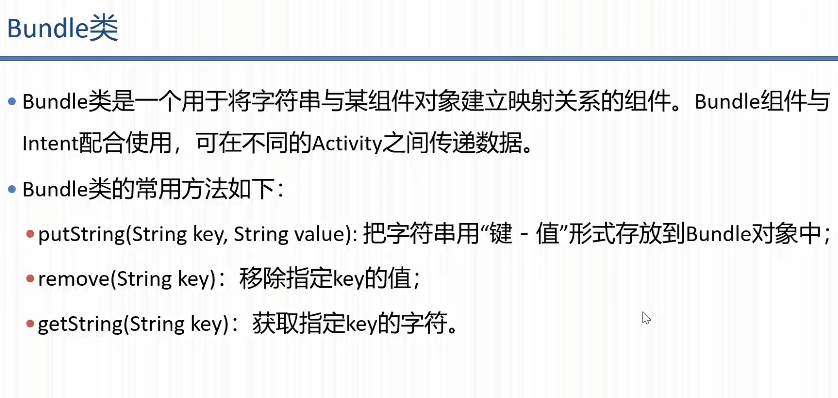 Bundle类
•Bundle类是一个用于将字符串与某组件对象建立映射关系的组件。Bundle组件与
Intent配合使用，可在不同的Activity之间传递数据。
•Bundle类的常用方法如下：
•putString(String key, String value): 把字符串用“键－值”形式存放到Bundle对象中；
•remove(String key)：移除指定key的值；
•getString(String key)：获取指定key的字符。